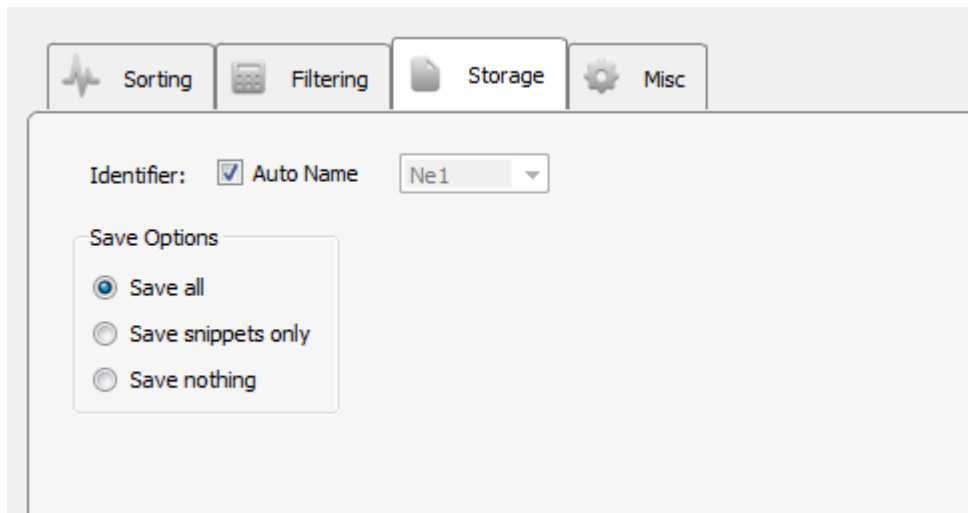 Sorting Filtering Storage Misc
Identifier: Auto Name Ne1
Save Options
Save all
Save snippets only
Save nothing